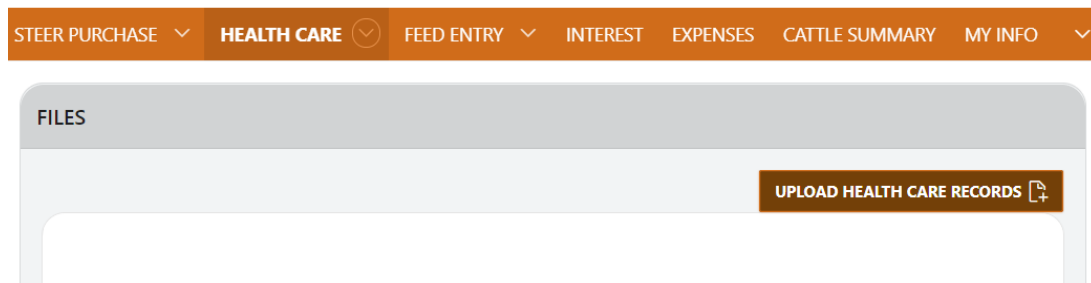 STEER PURCHASE HEALTH CARE FEED ENTRY INTEREST EXPENSES CATTLE SUMMARY MY INFO
FILES
UPLOAD HEALTH CARE RECORDS